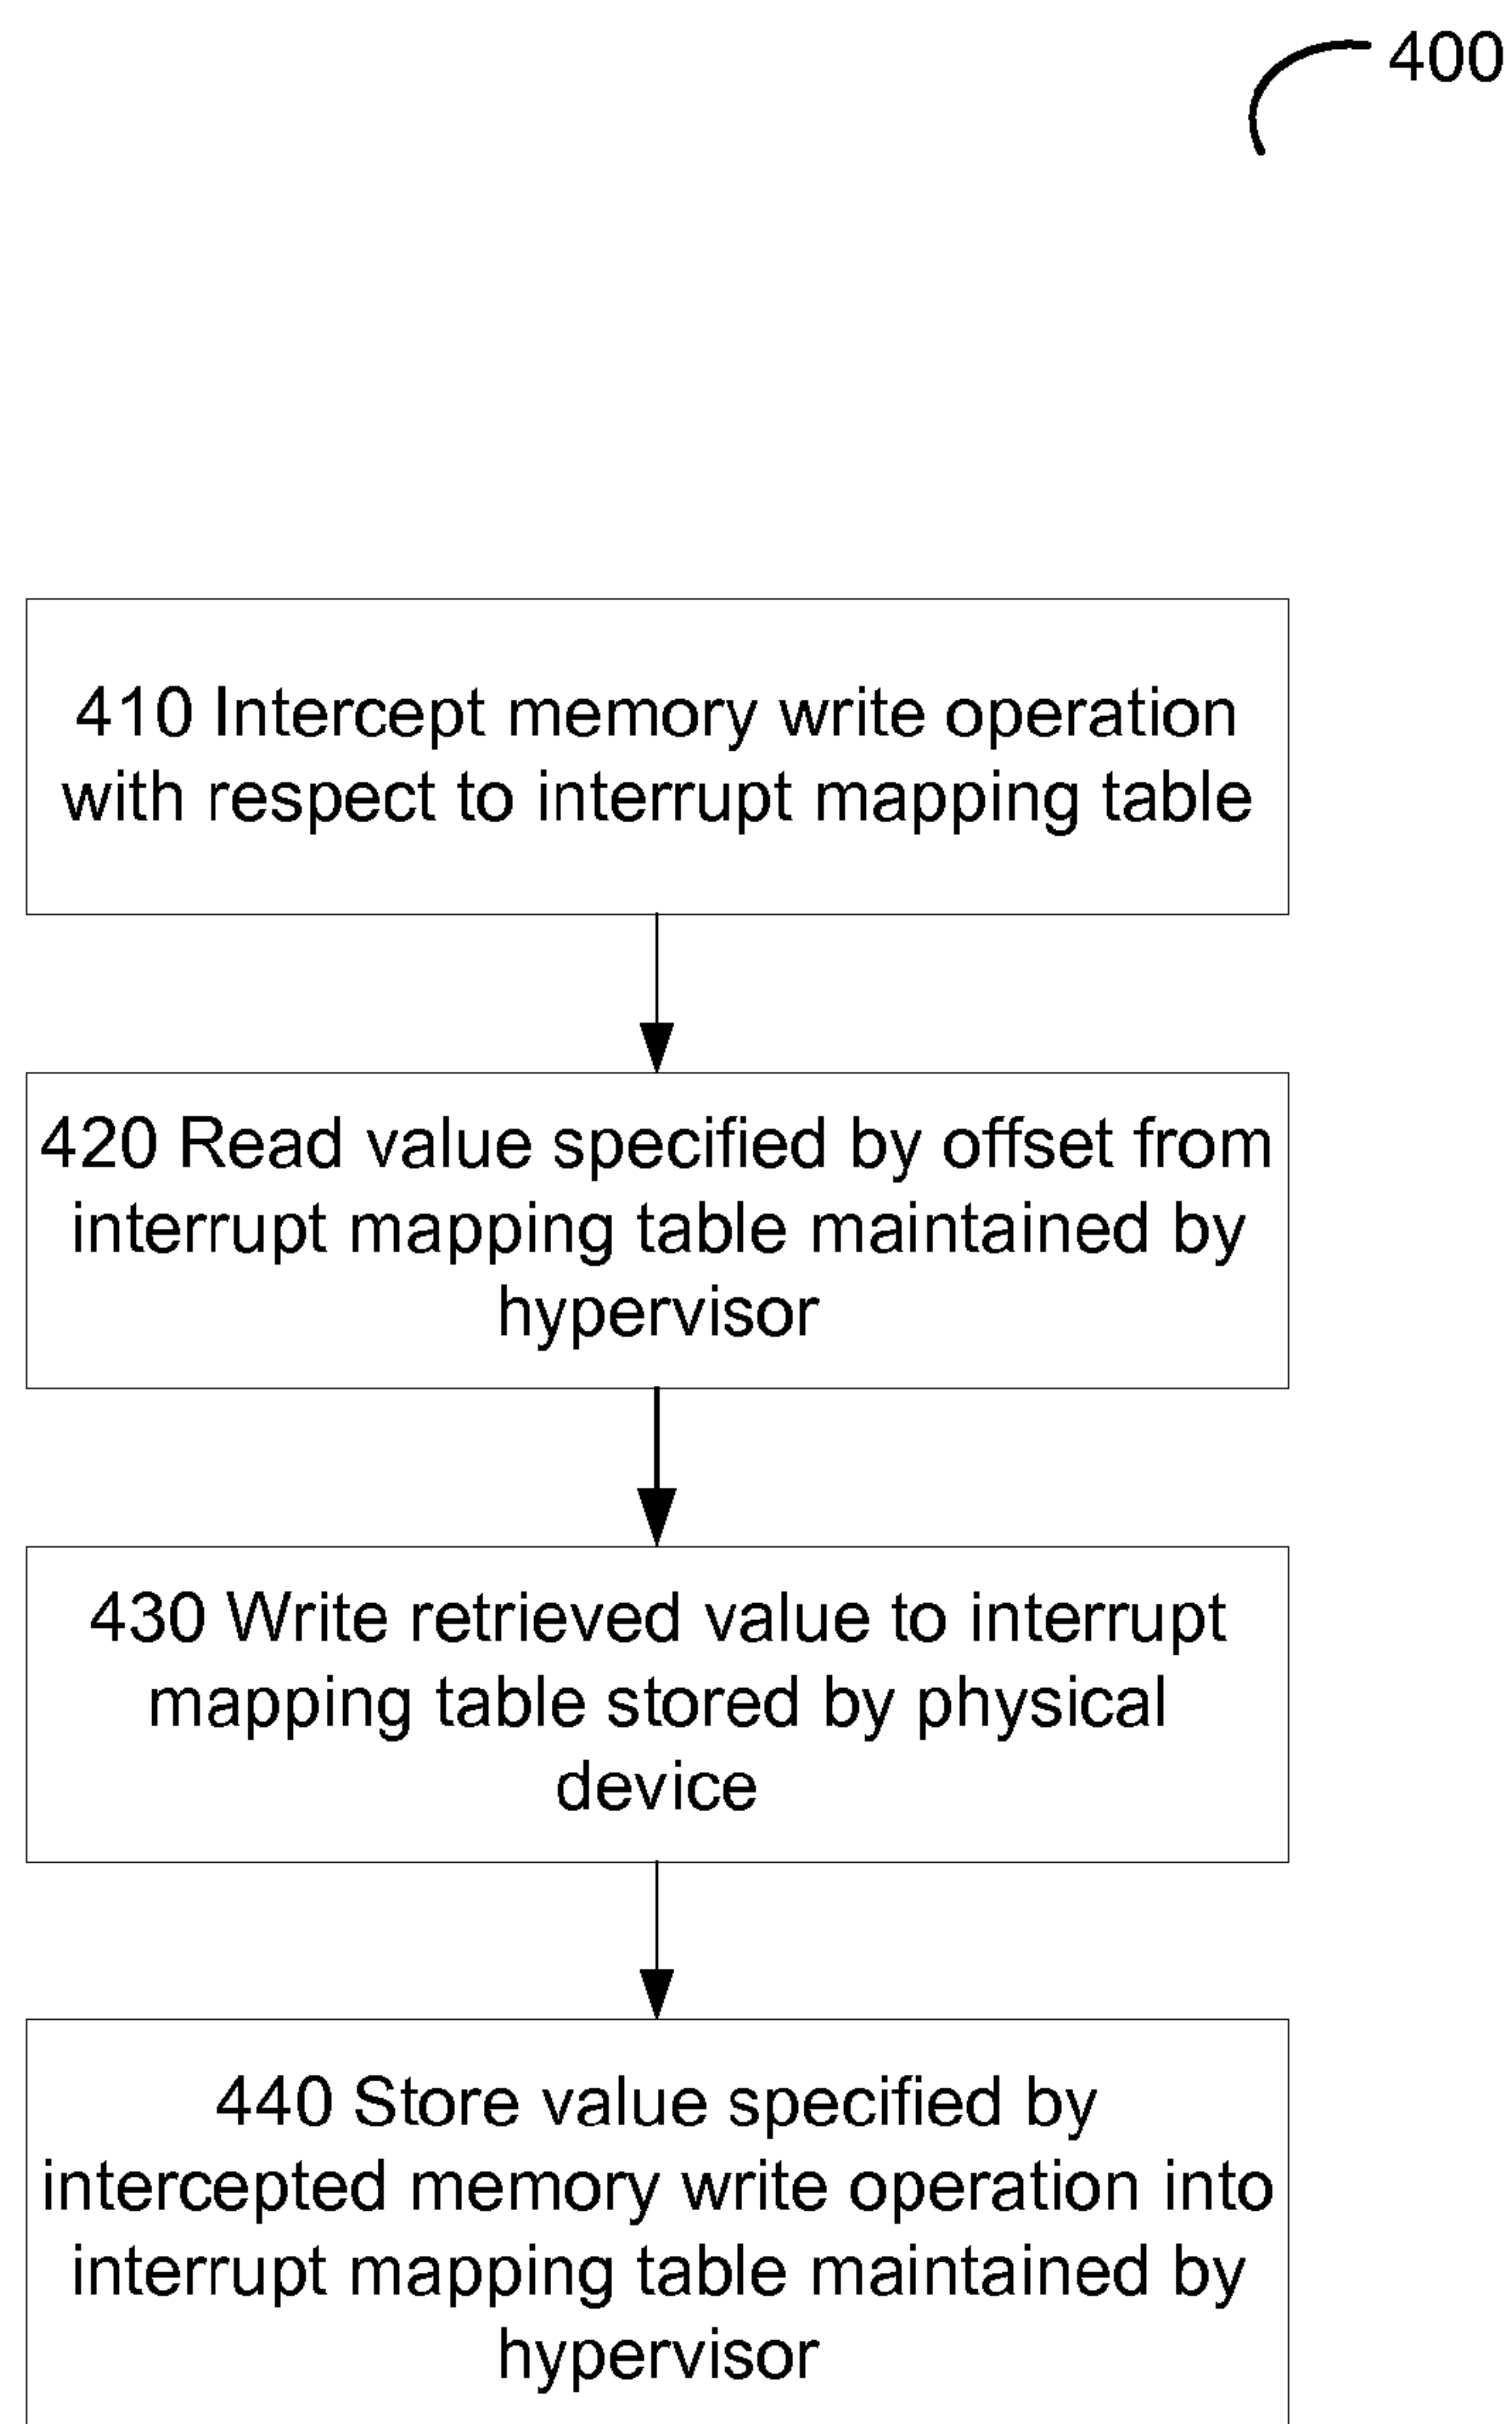 400
410 Intercept memory write operation
with respect to interrupt mapping table
420 Read value specified by offset from
interrupt mapping table maintained by
hypervisor
430 Write retrieved value to interrupt
mapping table stored by physical
device
440 Store value specified by
intercepted memory write operation into
interrupt mapping table maintained by
hypervisor